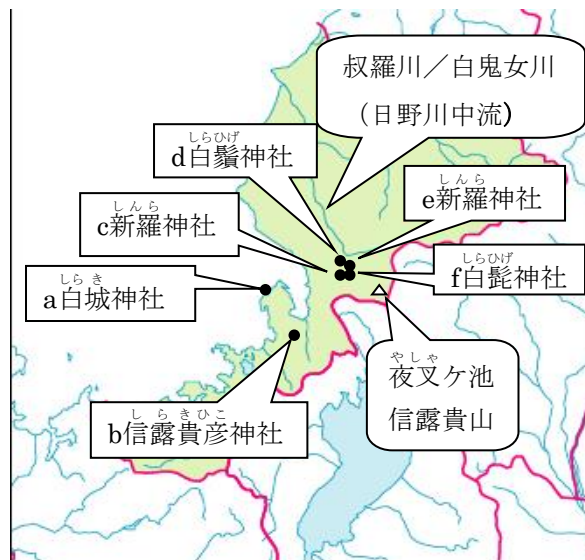 叔羅川／白鬼女川
（日野川中流）
しらひげ
d白鬚神社
しんら
e新羅神社
しんら
c新羅神社
しらひげ
f白髭神社
しらき
a白城神社
やしゃ
夜叉ケ池
信露貴山
しらきひこ
b信露貴彦神社